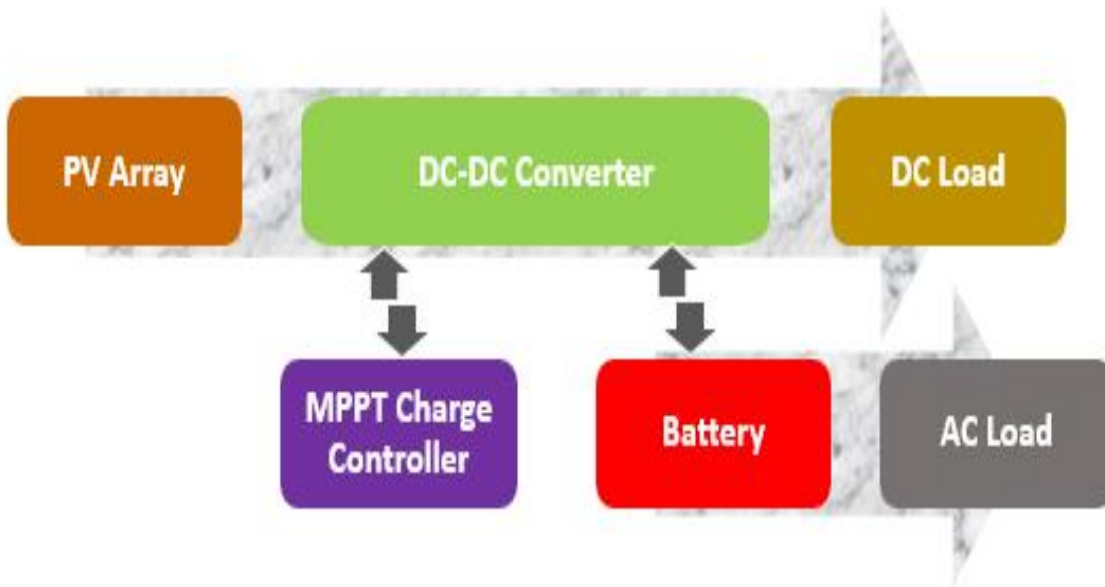 PV Array
DC-DC Converter
DC Load
MPPT Charge
Controller
Battery
AC Load